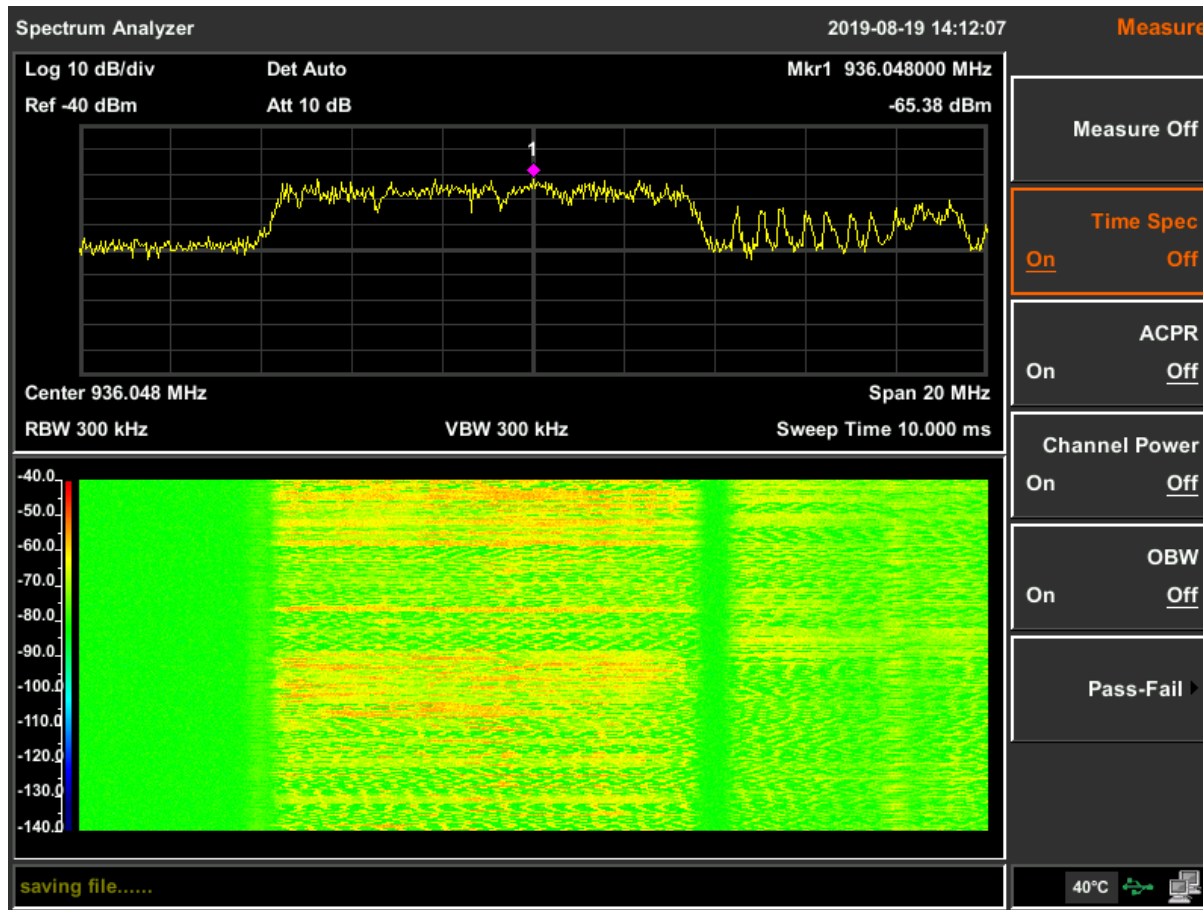 Spectrum Analyzer 2019-08-19 14:12:07 Measure
Log 10 dB/div Det Auto Mkr1 936.048000 MHz
Ref -40 dBm Att 10 dB -65.38 dBm
1
Center 936.048 MHz Span 20 MHz
RBW 300 kHz VBW 300 kHz Sweep Time 10.000 ms
-40.0
-50.0
-60.0
-70.0
-80.0
-90.0
-100.0
-110.0
-120.0
-130.0
-140.0
saving file......
Measure Off
Time Spec
On Off
ACPR
On Off
Channel Power
On Off
OBW
On Off
Pass-Fail
40°C